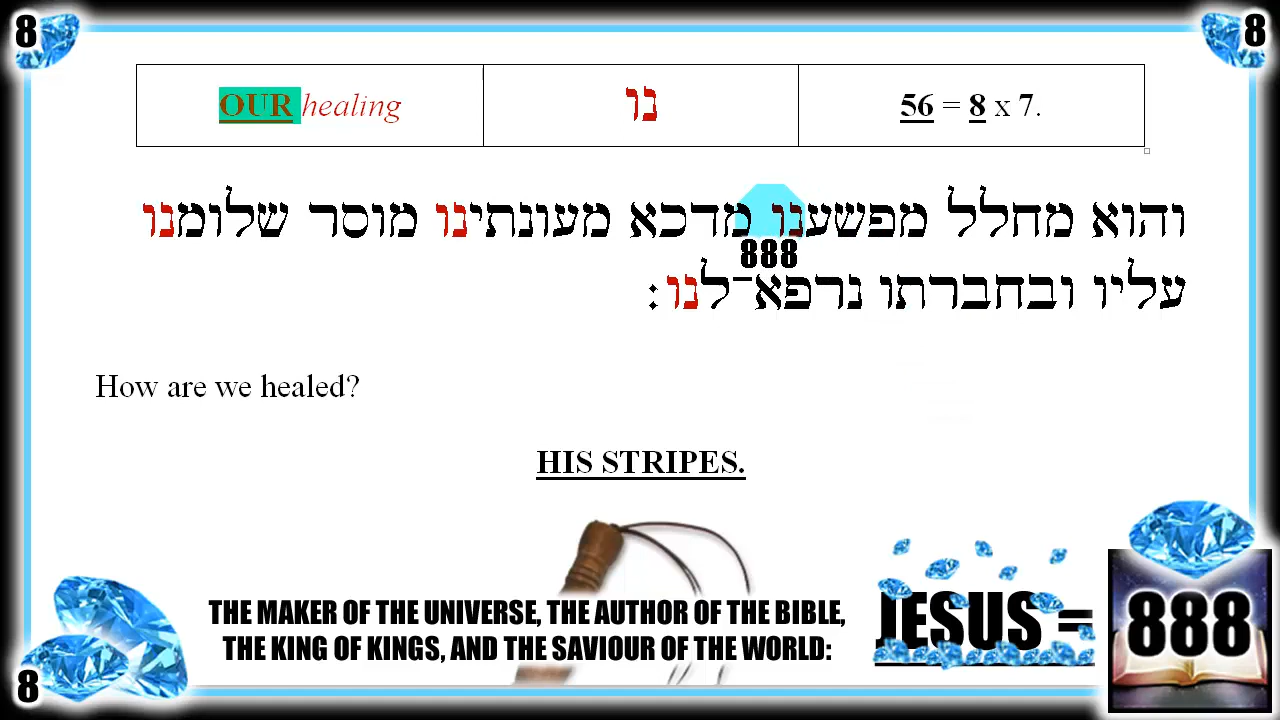 8
8
OUR healing
נו
56 = 8 x 7.
והוא מחלל מפשענו מדכא מעונתינו מוסר שלומנו
888
עליו ובחברתו נרפא־לנו:
How are we healed?
HIS STRIPES.
THE MAKER OF THE UNIVERSE, THE AUTHOR OF THE BIBLE,
THE KING OF KINGS, AND THE SAVIOUR OF THE WORLD:
JESUS =
888
8